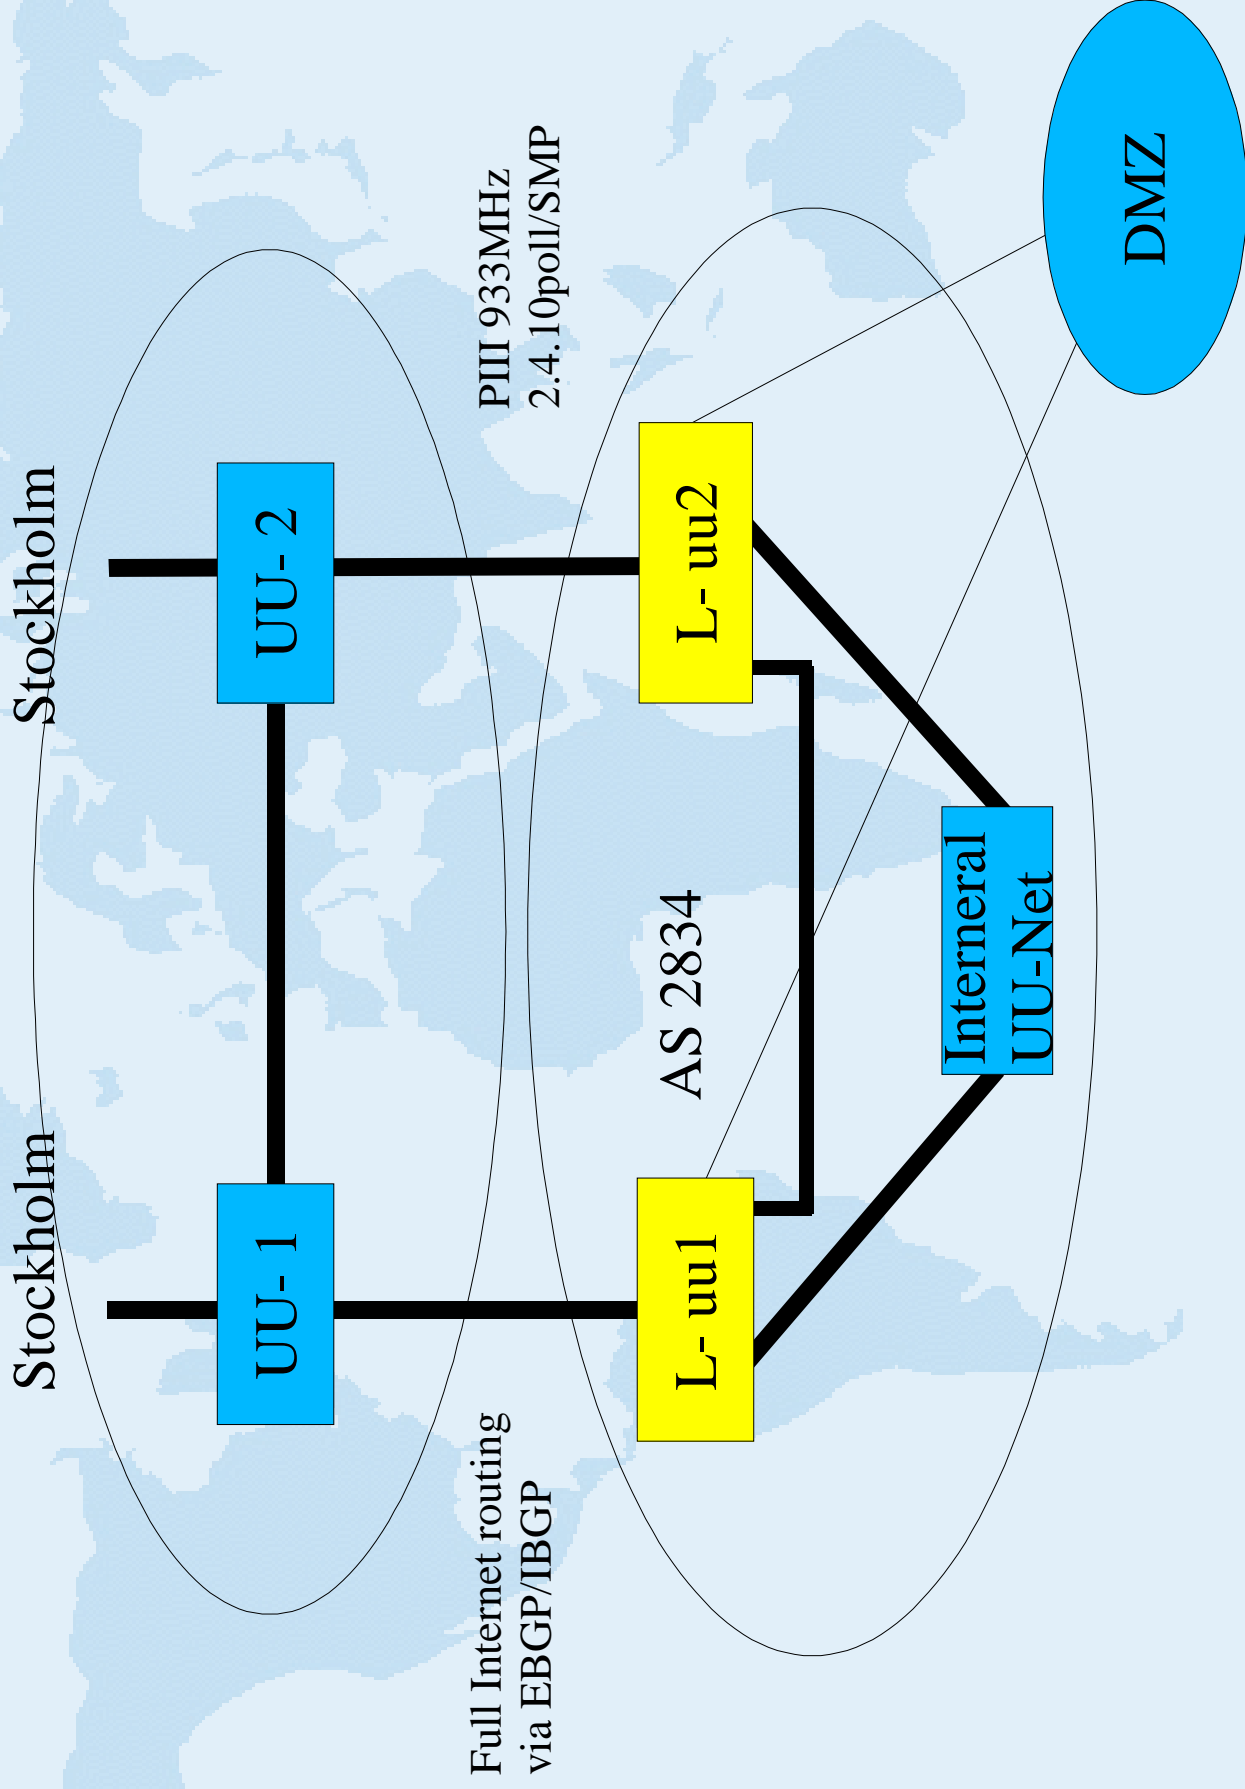 Stockholm
Stockholm
UU- 1
UU- 2
Full Internet routing
via EBGP/IBGP
PIII 933MHz
2.4.10poll/SMP
L- uu1
AS 2834
L- uu2
Interneral
UU-Net
DMZ